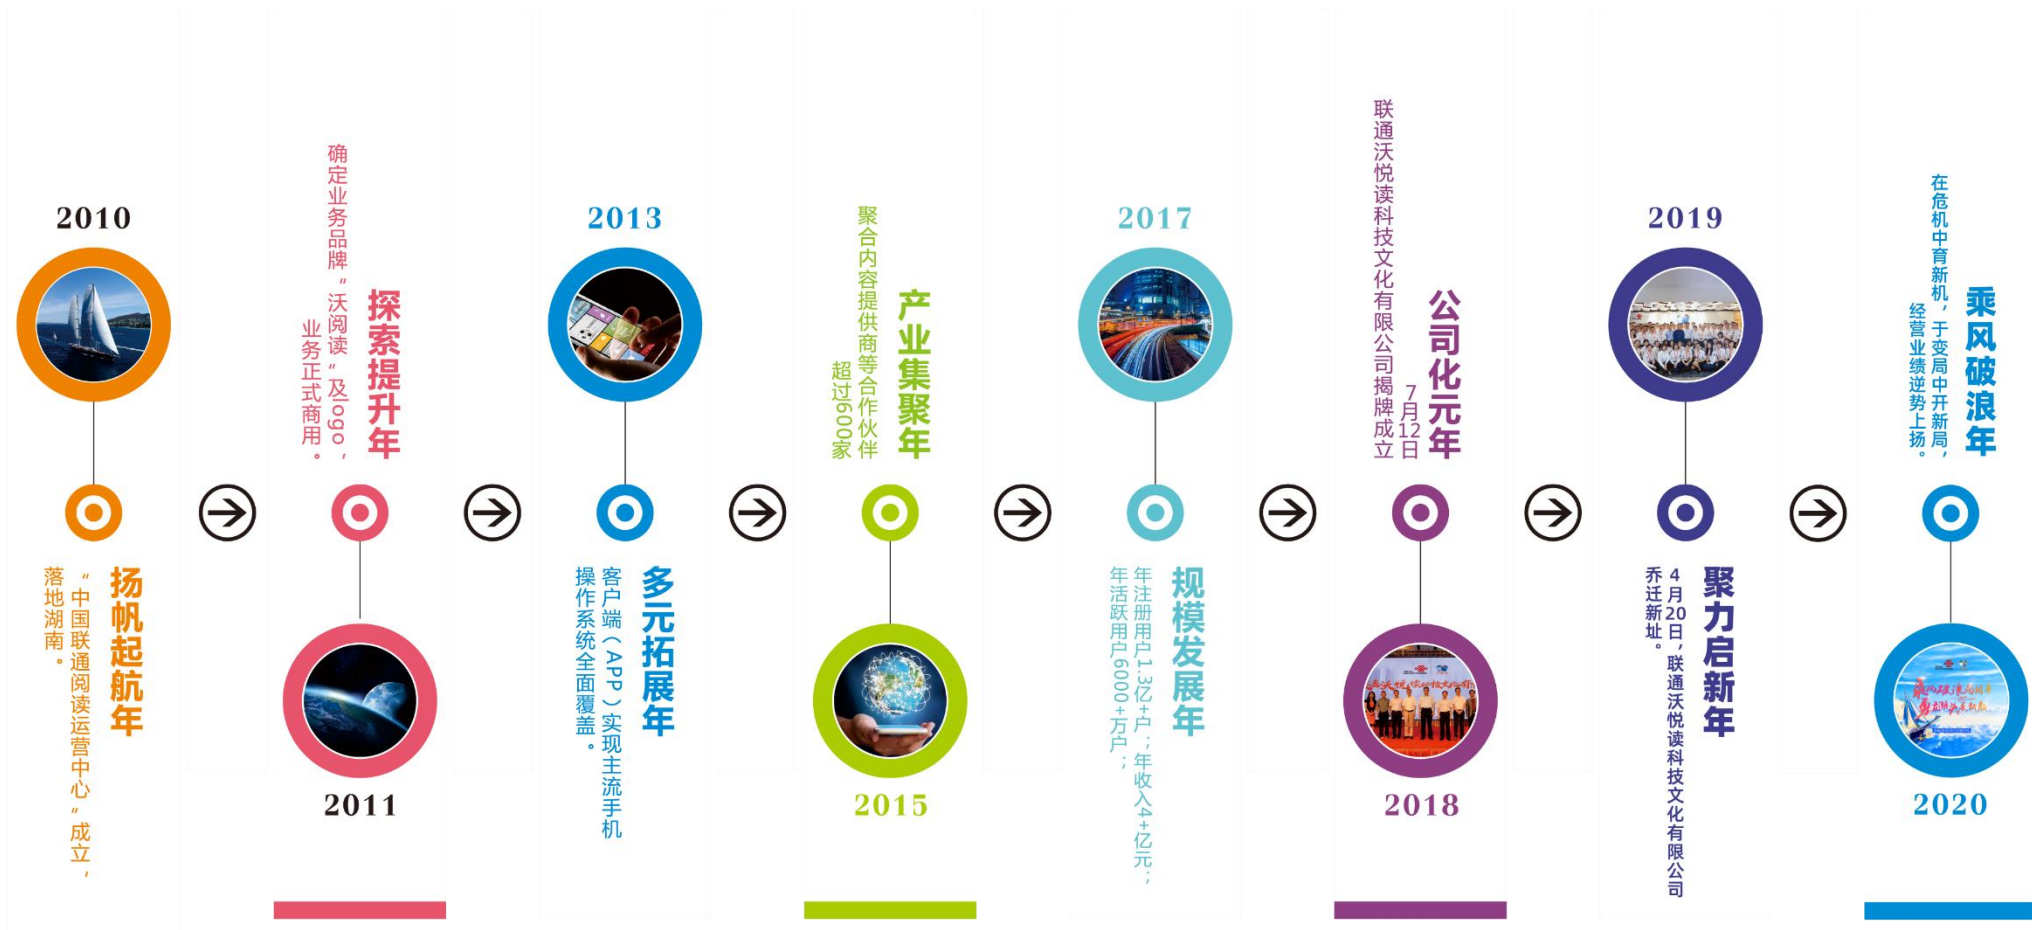 2010
扬帆起航年
“中国联通阅读运营中心”成立，
落地湖南。
探索提升年
确定业务品牌“沃阅读”及logo，
业务正式商用。
2011
2013
多元拓展年
客户端（APP）实现主流手机
操作系统全面覆盖。
产业集聚年
聚合内容提供商等合作伙伴
超过600家
2015
2017
规模发展年
年注册用户1.3亿+户；年收入4+亿元；
年活跃用户6000+万户；
公司化元年
7月12日
联通沃悦读科技文化有限公司揭牌成立
2018
2019
聚力启新年
4月20日，联通沃悦读科技文化有限公司
乔迁新址。
乘风破浪年
在危机中育新机，于变局中开新局，
经营业绩逆势上扬。
2020